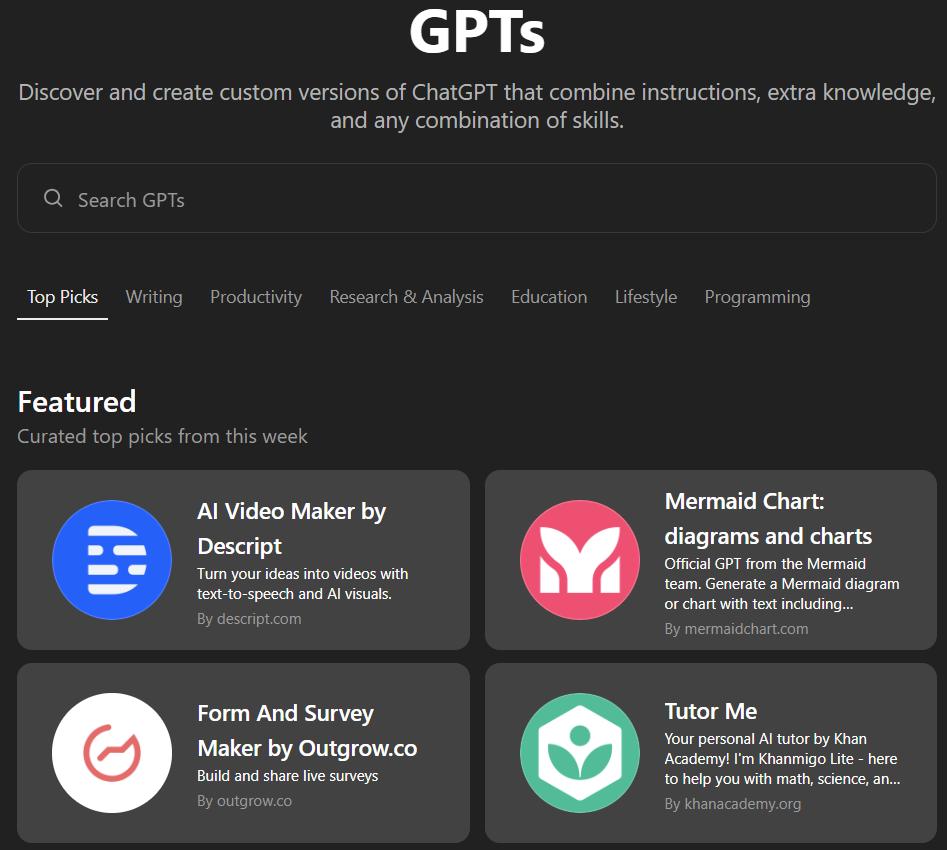 GPTs
Discover and create custom versions of ChatGPT that combine instructions, extra knowledge,
and any combination of skills.
Search GPTs
Top Picks Writing Productivity Research & Analysis Education Lifestyle Programming
Featured
Curated top picks from this week
AI Video Maker by
Descript
Turn your ideas into videos with
text-to-speech and AI visuals.
By descript.com
Mermaid Chart:
diagrams and charts
Official GPT from the Mermaid
team. Generate a Mermaid diagram
or chart with text including...
By mermaidchart.com
Form And Survey
Maker by Outgrow.co
Build and share live surveys
By outgrow.co
Tutor Me
Your personal AI tutor by Khan
Academy! I'm Khanmigo Lite - here
to help you with math, science, an...
By khanacademy.org